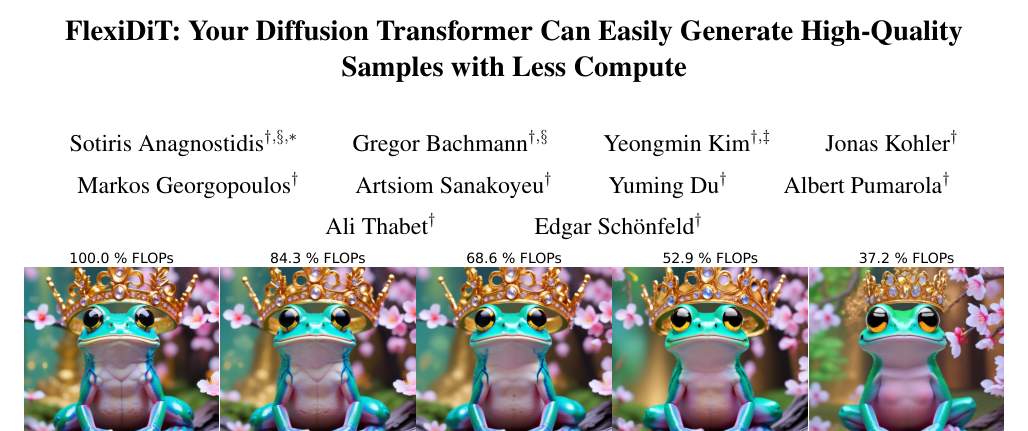 FlexiDiT: Your Diffusion Transformer Can Easily Generate High-Quality
Samples with Less Compute
Sotiris Anagnostidis†,§,* Gregor Bachmann†,§ Yeongmin Kim†,‡ Jonas Kohler†
Markos Georgopoulos† Artsiom Sanakoyeu† Yuming Du† Albert Pumarola†
Ali Thabet† Edgar Schönfeld†
100.0 % FLOPs 84.3 % FLOPs 68.6 % FLOPs 52.9 % FLOPs 37.2 % FLOPs